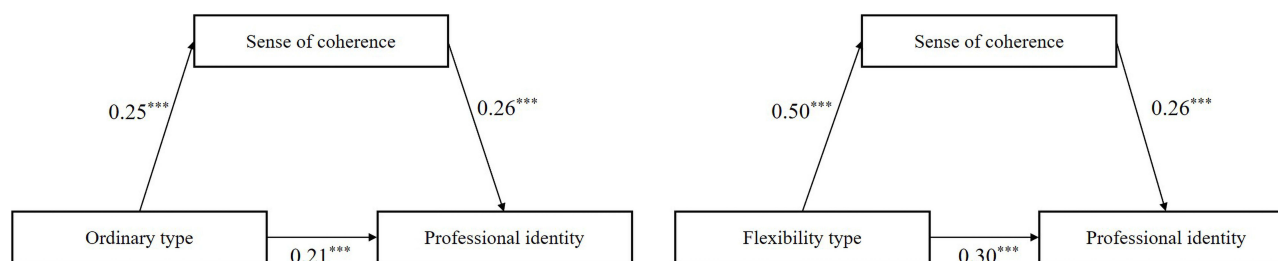 Sense of coherence
Sense of coherence
0.25***
0.26***
0.50***
0.26***
Ordinary type
Professional identity
Flexibility type
Professional identity
0.21***
0.30***